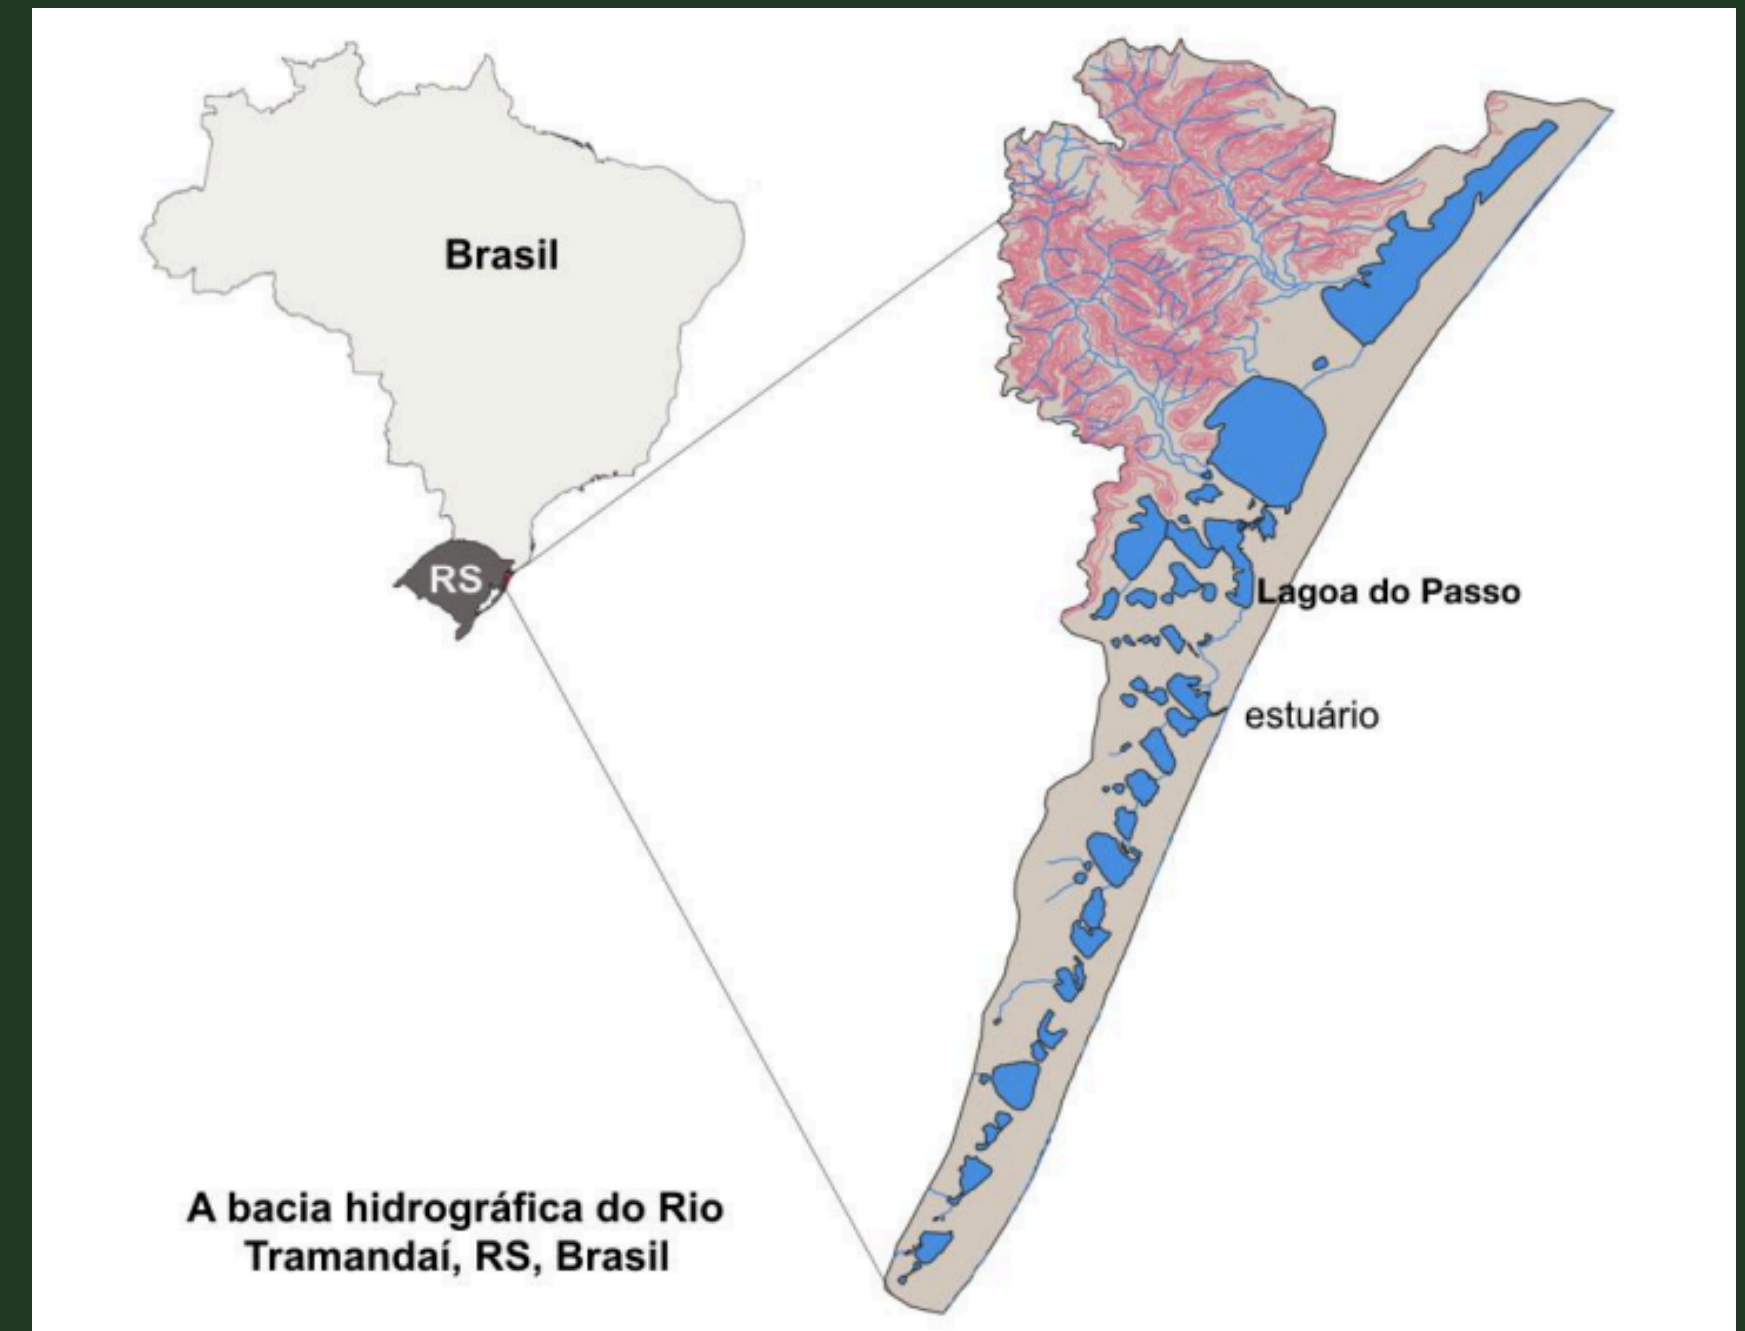 Brasil
RS
Lagoa do Passo
estuário
A bacia hidrográfica do Rio
Tramandaí, RS, Brasil